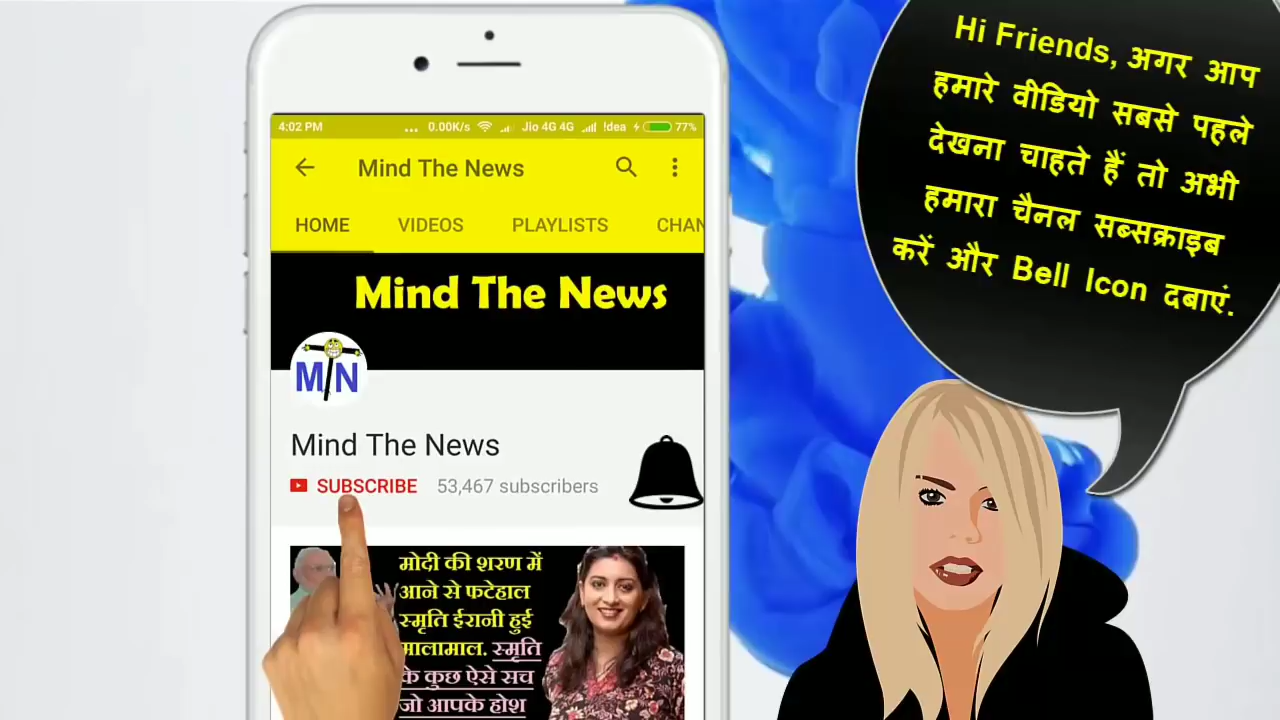 4:02 PM ... 0.00K/s Jio 4G 4G !dea 77%
Mind The News
HOME VIDEOS PLAYLISTS CHAN
Mind The News
M N
Mind The News
SUBSCRIBE 53,467 subscribers
मोदी की शरण में
आने से फटेहाल
स्मृति ईरानी हुई
मालामाल. स्मृति
के कुछ ऐसे सच
जो आपके होश
Hi Friends, अगर आप
हमारे वीडियो सबसे पहले
देखना चाहते हैं तो अभी
हमारा चैनल सब्सक्राइब
करें और Bell Icon दबाएं.